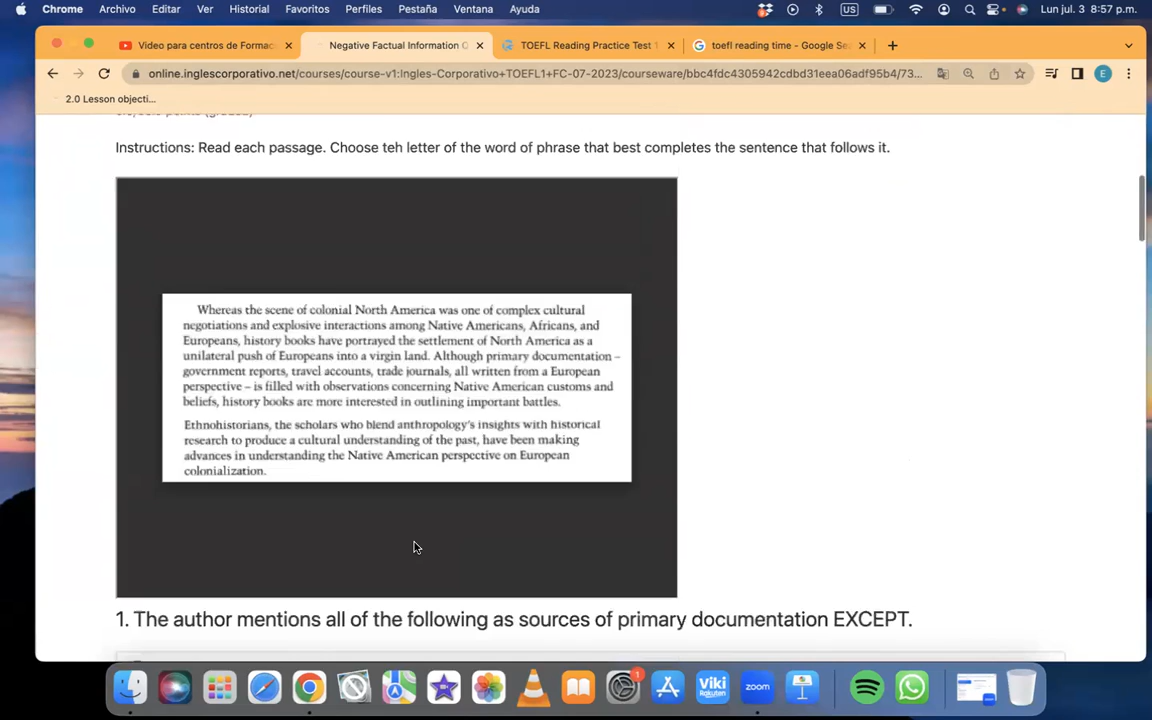 Chrome Archivo Editar Ver Historial Favoritos Perfiles Pestaña Ventana Ayuda US Lun jul. 3 8:57 p.m.
Video para centros de Formac Negative Factual Information Q TOEFL Reading Practice Test 1 toefl reading time - Google Se
online.inglescorporativo.net/courses/course-v1:Ingles-Corporativo+TOEFL1+FC-07-2023/courseware/bbc4fdc4305942cdbd31eea06adf95b4/73... E
2.0 Lesson objecti...
Instructions: Read each passage. Choose teh letter of the word of phrase that best completes the sentence that follows it.
Whereas the scene of colonial North America was one of complex cultural
negotiations and explosive interactions among Native Americans, Africans, and
Europeans, history books have portrayed the settlement of North America as a
unilateral push of Europeans into a virgin land. Although primary documentation –
government reports, travel accounts, trade journals, all written from a European
perspective – is filled with observations concerning Native American customs and
beliefs, history books are more interested in outlining important battles.
Ethnohistorians, the scholars who blend anthropology's insights with historical
research to produce a cultural understanding of the past, have been making
advances in understanding the Native American perspective on European
colonialization.
1. The author mentions all of the following as sources of primary documentation EXCEPT.
1
Viki
Rakuten
zoom